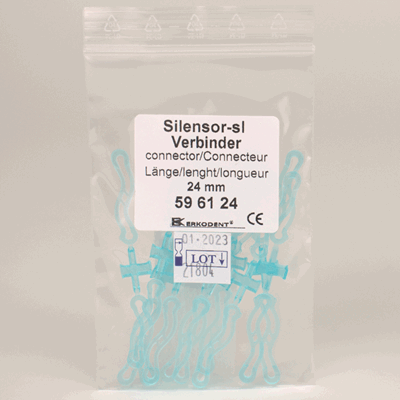 Silensor-sl
Verbinder
connector/Connecteur
Länge/lenght/longueur
24 mm
59 61 24
ERKODENT® CE
01-2023
LOT
21804